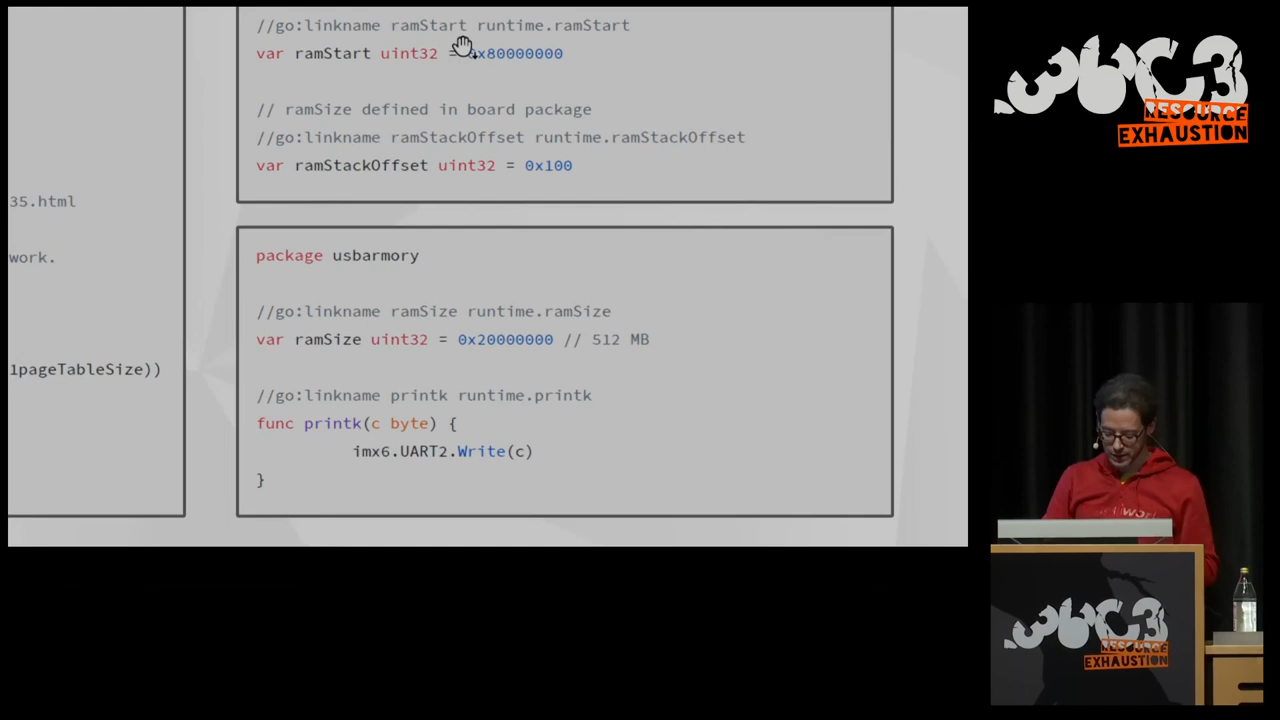 //go:linkname ramStart runtime.ramStart
var ramStart uint32 = 0x80000000
// ramSize defined in board package
//go:linkname ramStackOffset runtime.ramStackOffset
var ramStackOffset uint32 = 0x100
35.html
work.
1pageTableSize))
package usbarmory
//go:linkname ramSize runtime.ramSize
var ramSize uint32 = 0x20000000 // 512 MB
//go:linkname printk runtime.printk
func printk(c byte) {
imx6.UART2.Write(c)
}
36C3
RESOURCE
EXHAUSTION
36C3
RESOURCE
EXHAUSTION